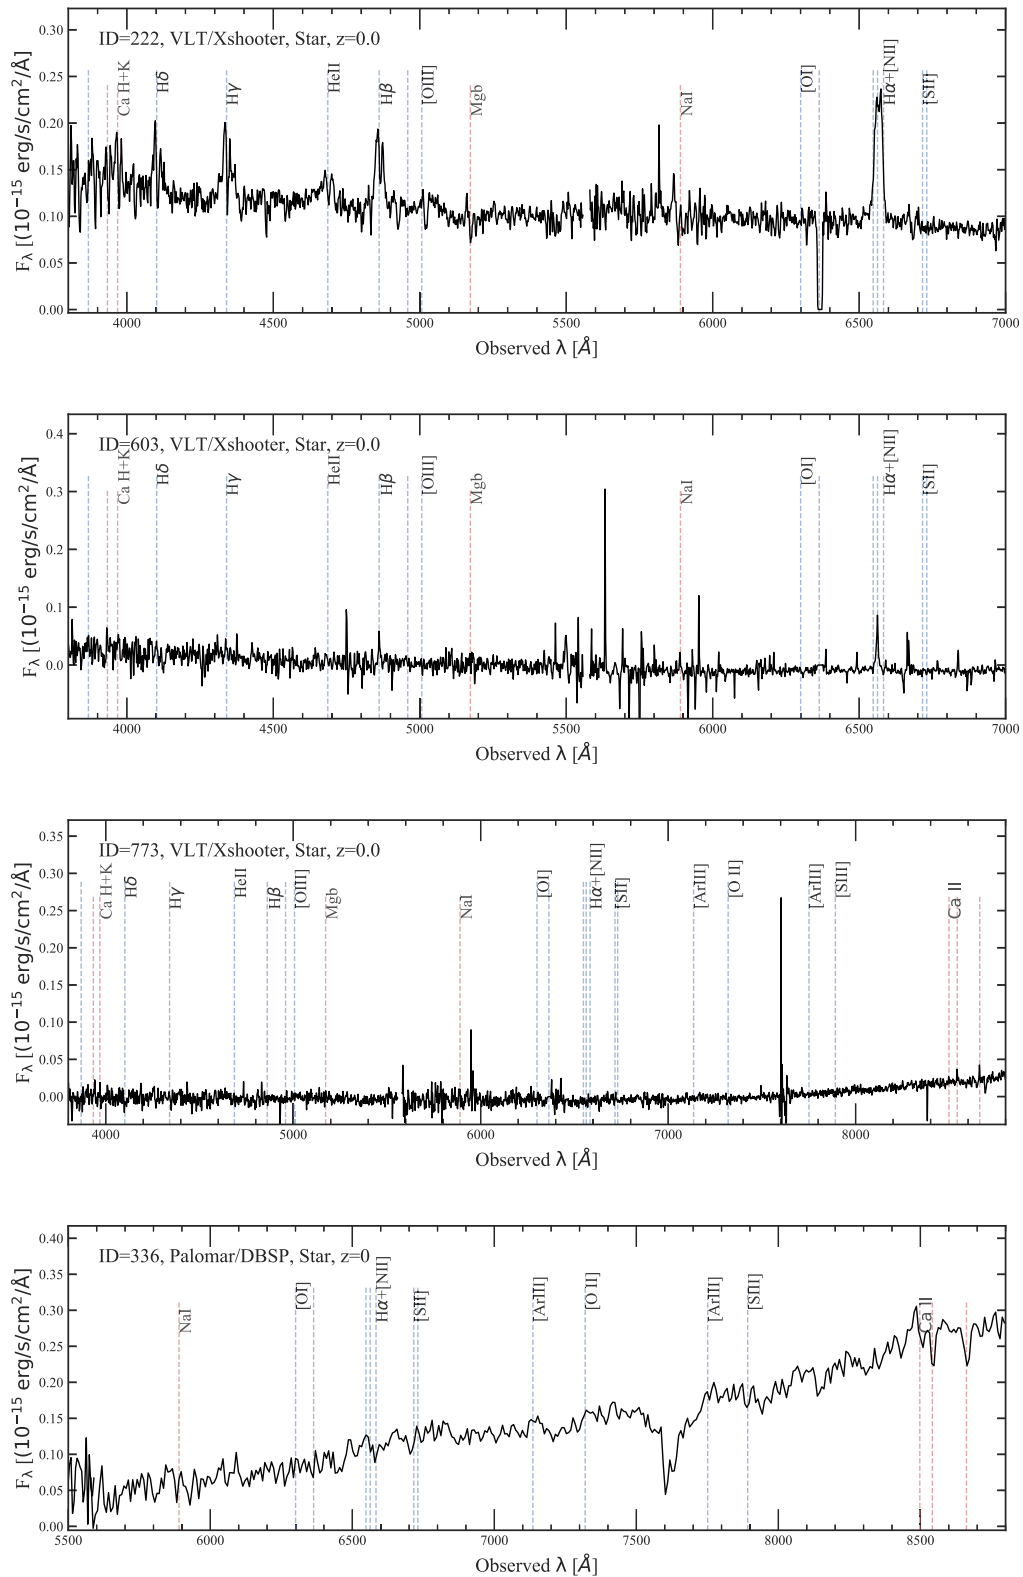 ID=222, VLT/Xshooter, Star, z=0.0
Ca H+K Hδ Hγ HeII Hβ [OIII] Mgb NaI [OI] Hα+[NII] [SII]
0.30
0.25
0.20
0.15
0.10
0.05
0.00
Fλ [(10⁻¹⁵ erg/s/cm²/Å]
4000 4500 5000 5500 6000 6500 7000
Observed λ [Å]
ID=603, VLT/Xshooter, Star, z=0.0
Ca H+K Hδ Hγ HeII Hβ [OIII] Mgb NaI [OI] Hα+[NII] [SII]
0.4
0.3
0.2
0.1
0.0
Fλ [(10⁻¹⁵ erg/s/cm²/Å]
4000 4500 5000 5500 6000 6500 7000
Observed λ [Å]
ID=773, VLT/Xshooter, Star, z=0.0
Ca H+K Hδ Hγ HeII Hβ [OIII] Mgb NaI [OI] Hα+[NII] [SII] [ArIII] [O II] [ArIII] [SIII] Ca II
0.35
0.30
0.25
0.20
0.15
0.10
0.05
0.00
Fλ [(10⁻¹⁵ erg/s/cm²/Å]
4000 5000 6000 7000 8000
Observed λ [Å]
ID=336, Palomar/DBSP, Star, z=0
NaI [OI] Hα+[NII] [SII] [ArIII] [O II] [ArIII] [SIII] Ca II
0.40
0.35
0.30
0.25
0.20
0.15
0.10
0.05
0.00
Fλ [(10⁻¹⁵ erg/s/cm²/Å]
5500 6000 6500 7000 7500 8000 8500
Observed λ [Å]